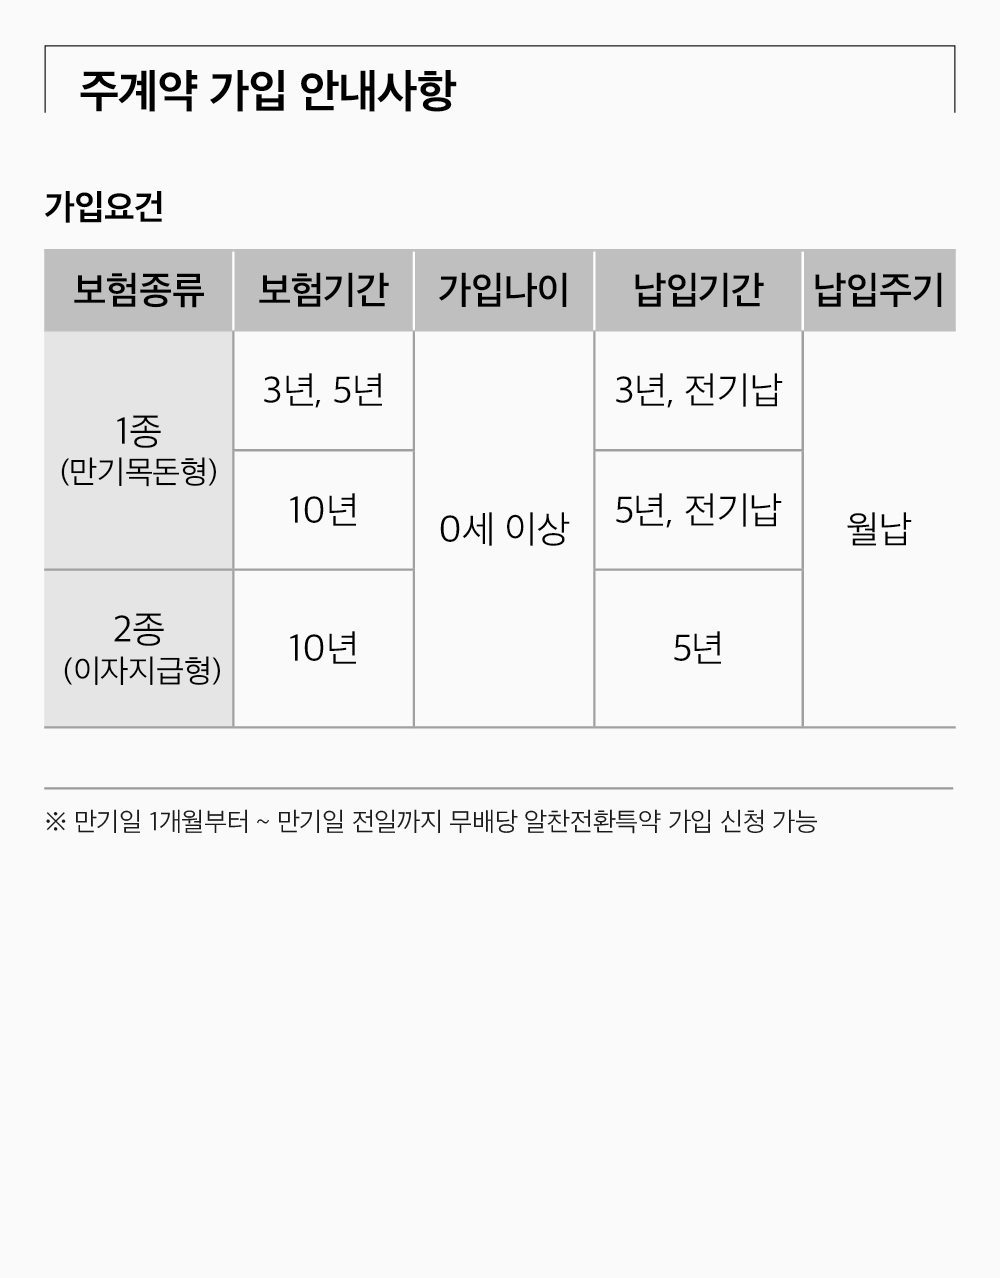 주계약 가입 안내사항
가입요건
보험종류 보험기간 가입나이 납입기간 납입주기
1종
(만기목돈형)
3년, 5년
3년, 전기납
10년
5년, 전기납
0세 이상
월납
2종
(이자지급형)
10년
5년
※ 만기일 1개월부터 ~ 만기일 전일까지 무배당 알찬전환특약 가입 신청 가능